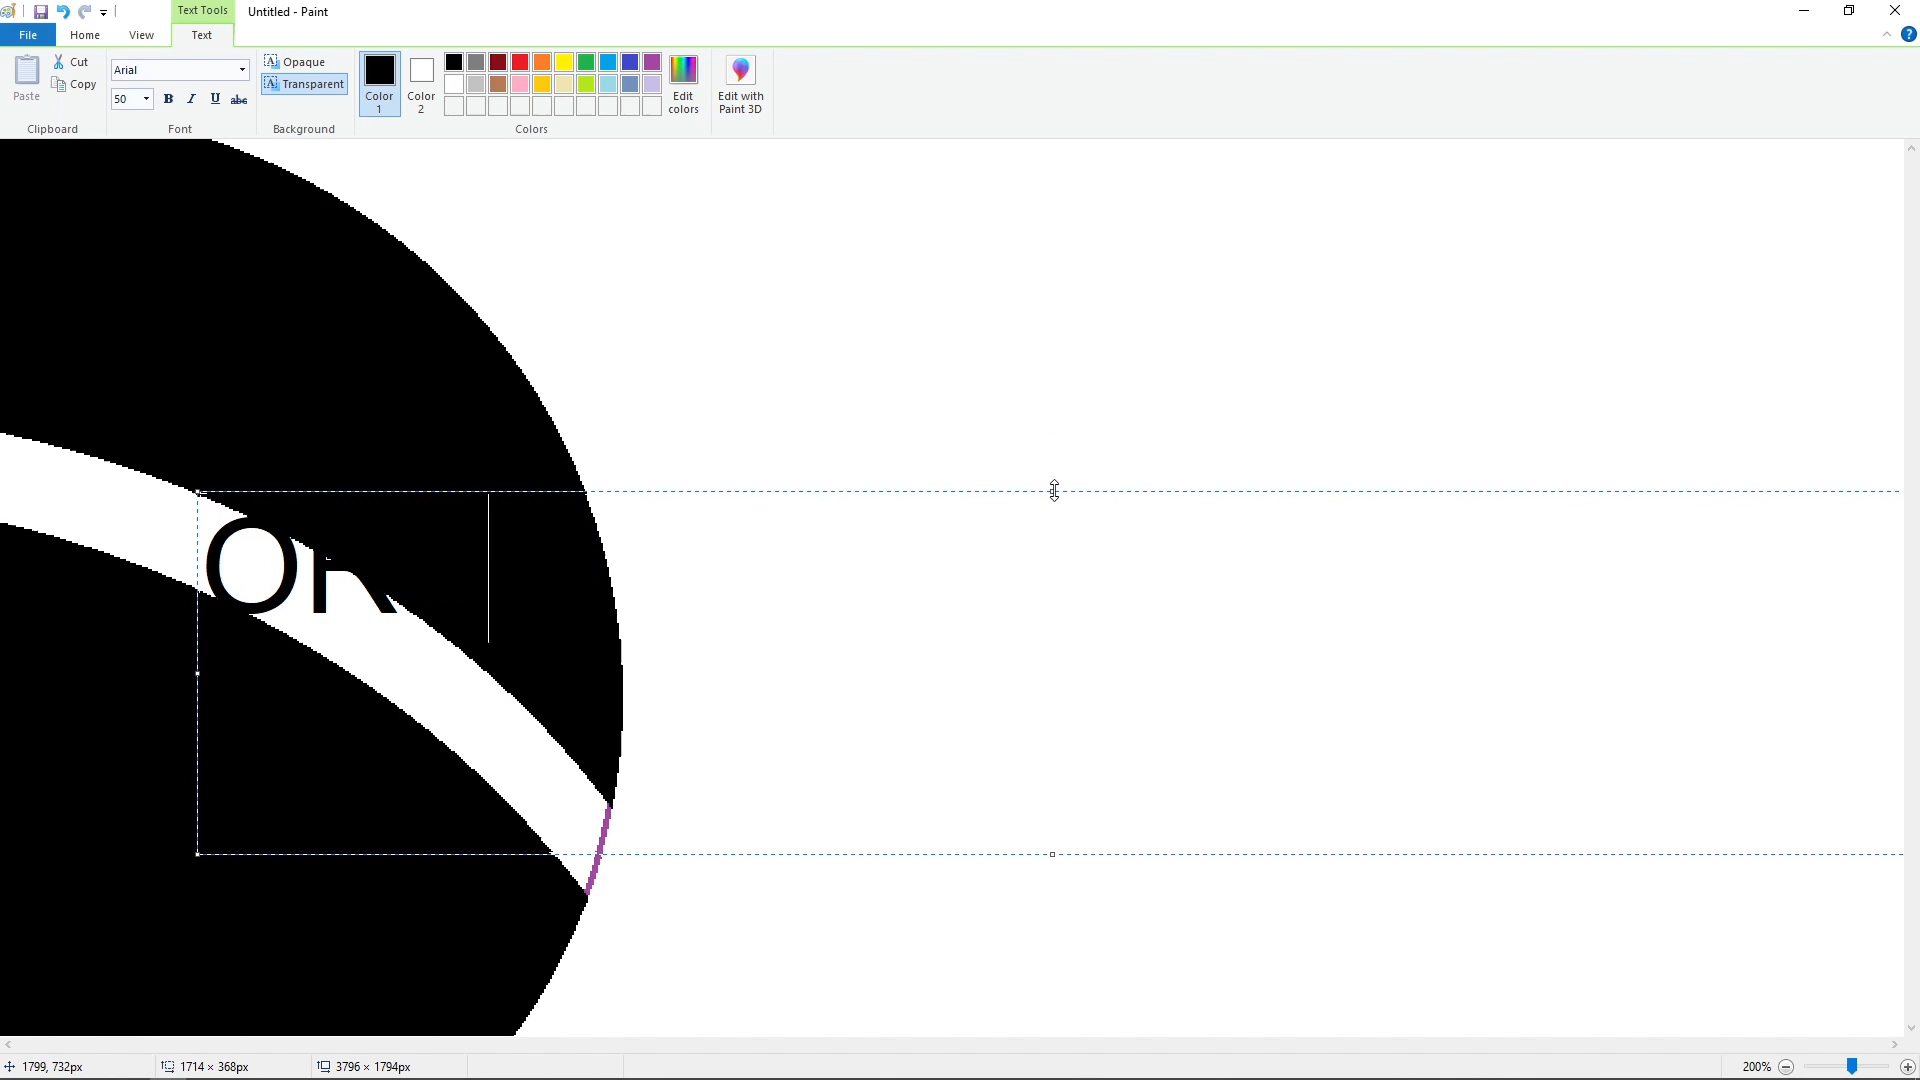 Text Tools
Untitled - Paint
File
Home
View
Text
Paste
Cut
Copy
Clipboard
Arial
50
B
I
U
abc
Font
Opaque
Transparent
Background
Color
1
Color
2
Edit
colors
Colors
Edit with
Paint 3D
OR
1799, 732px
1714 × 368px
3796 × 1794px
200%